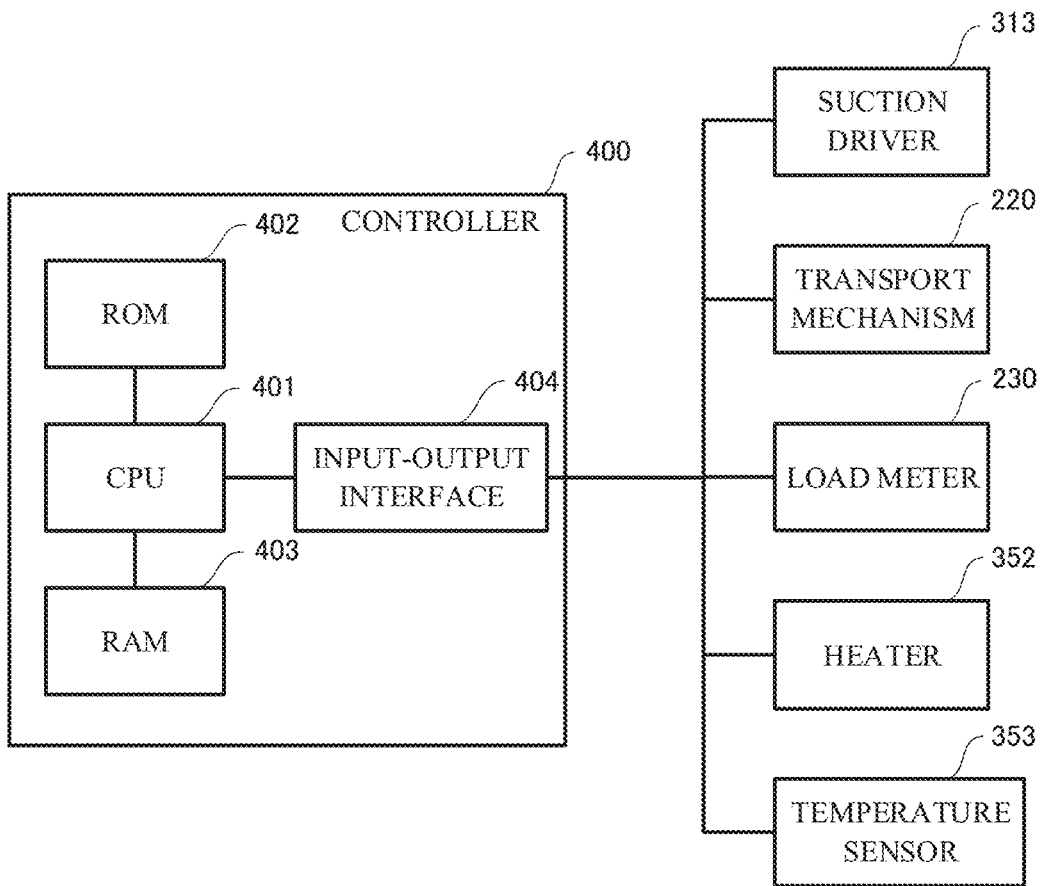 400
CONTROLLER
402
ROM
401
CPU
403
RAM
404
INPUT-OUTPUT
INTERFACE
313
SUCTION
DRIVER
220
TRANSPORT
MECHANISM
230
LOAD METER
352
HEATER
353
TEMPERATURE
SENSOR